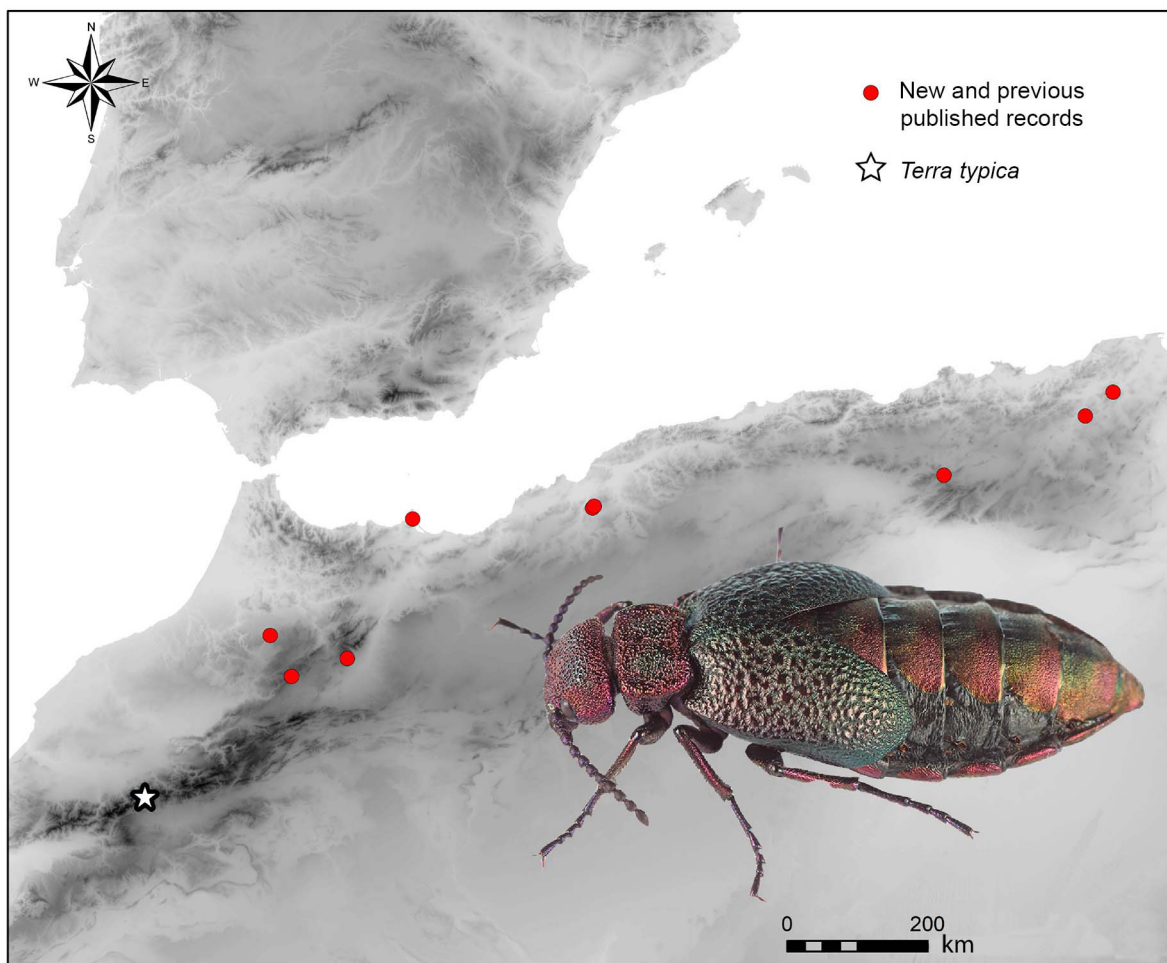 N
W E
S
New and previous
published records
Terra typica
0 200
km